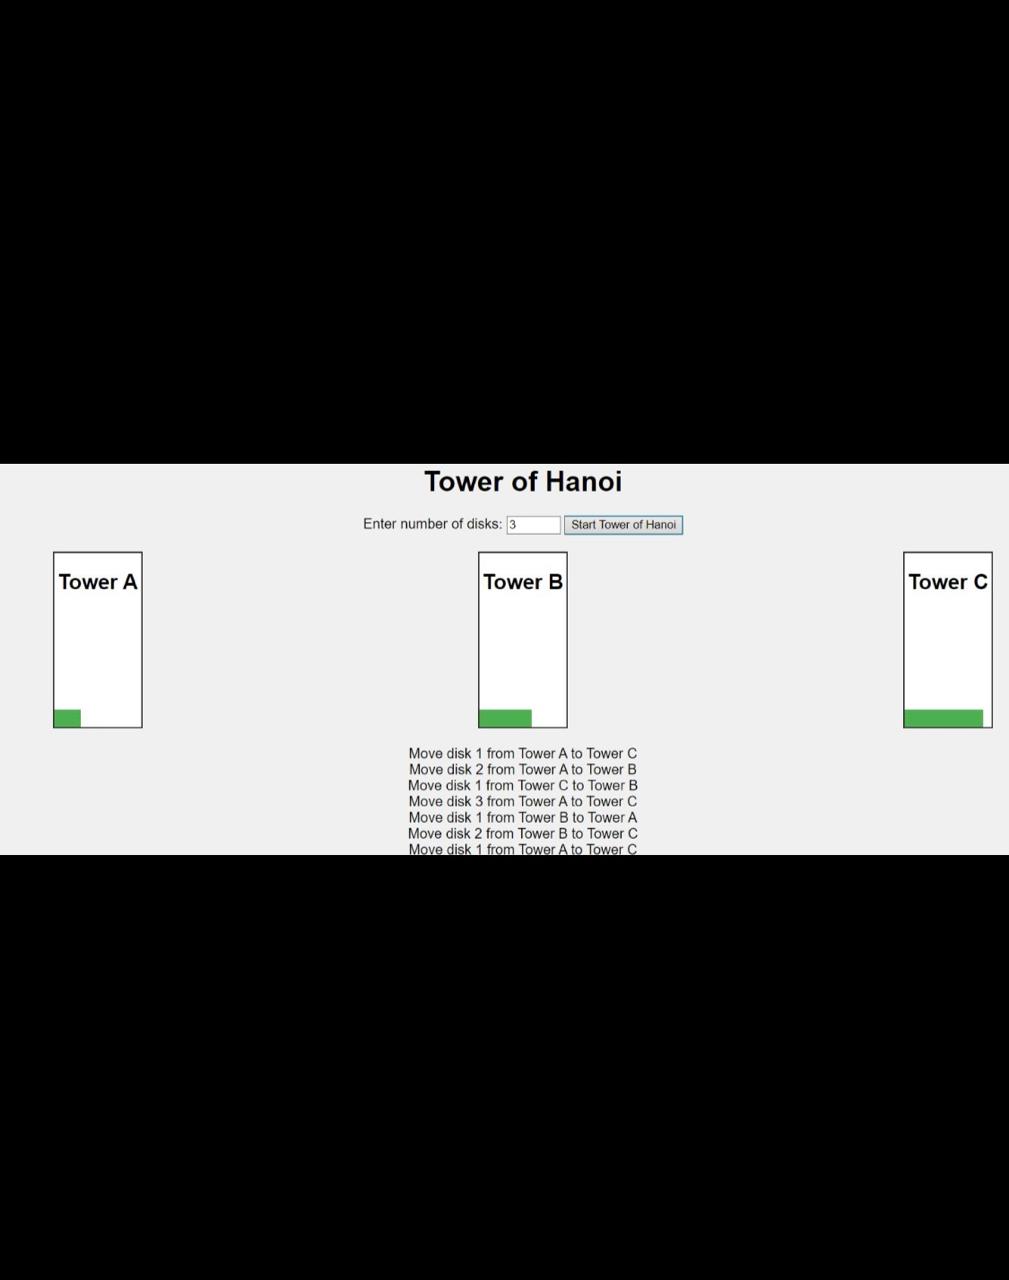 Tower of Hanoi
Enter number of disks: 3 Start Tower of Hanoi
Tower A Tower B Tower C
Move disk 1 from Tower A to Tower C
Move disk 2 from Tower A to Tower B
Move disk 1 from Tower C to Tower B
Move disk 3 from Tower A to Tower C
Move disk 1 from Tower B to Tower A
Move disk 2 from Tower B to Tower C
Move disk 1 from Tower A to Tower C